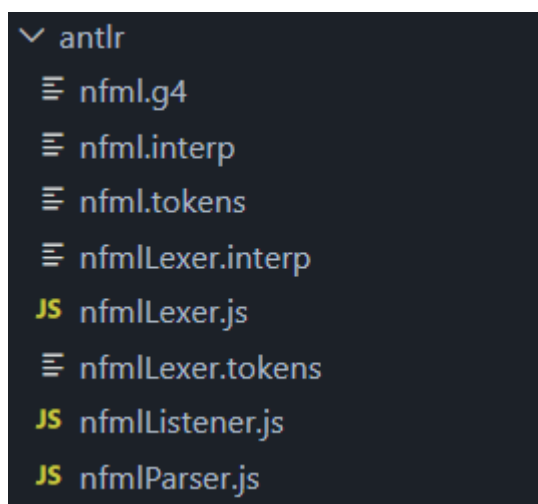 antlr
nfml.g4
nfml.interp
nfml.tokens
nfmlLexer.interp
JS nfmlLexer.js
nfmlLexer.tokens
JS nfmlListener.js
JS nfmlParser.js